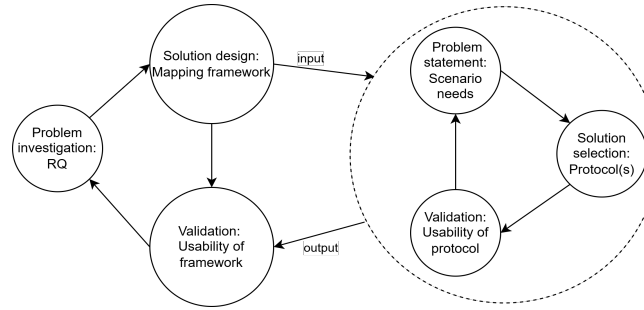 Solution design:
Mapping framework
input
Problem
statement:
Scenario
needs
Problem
investigation:
RQ
Solution
selection:
Protocol(s)
Validation:
Usability of
framework
output
Validation:
Usability of
protocol